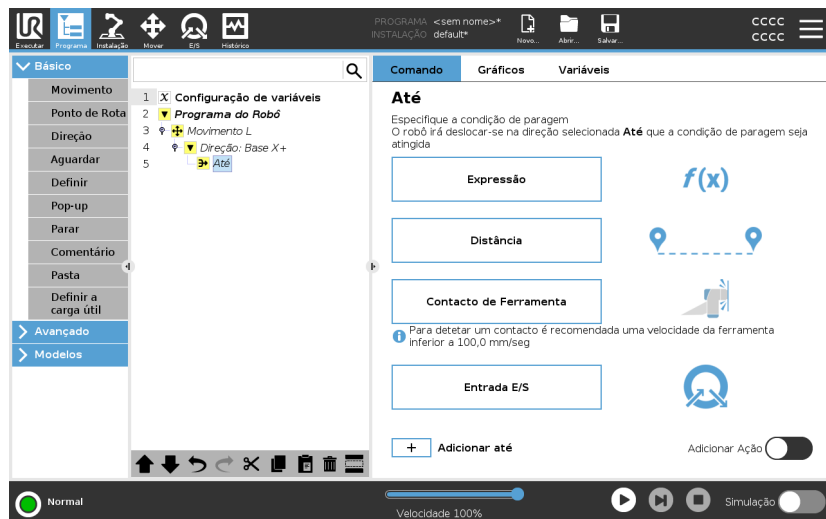 UR
Executar
Programa
Instalação
Mover
E/S
Histórico
PROGRAMA <sem nome>*
INSTALAÇÃO default*
Novo...
Abrir...
Salvar...
CCCC
CCCC
Básico
Movimento
Ponto de Rota
Direção
Aguardar
Definir
Pop-up
Parar
Comentário
Pasta
Definir a
carga útil
Avançado
Modelos
1 X Configuração de variáveis
2 Programa do Robô
3 Movimento L
4 Direção: Base X+
5 Até
Comando
Gráficos
Variáveis
Até
Especifique a condição de paragem
O robô irá deslocar-se na direção selecionada Até que a condição de paragem seja
atingida
Expressão
f(x)
Distância
Contacto de Ferramenta
Para detetar um contacto é recomendada uma velocidade da ferramenta
inferior a 100,0 mm/seg
Entrada E/S
+ Adicionar até
Adicionar Ação
Normal
Velocidade 100%
Simulação